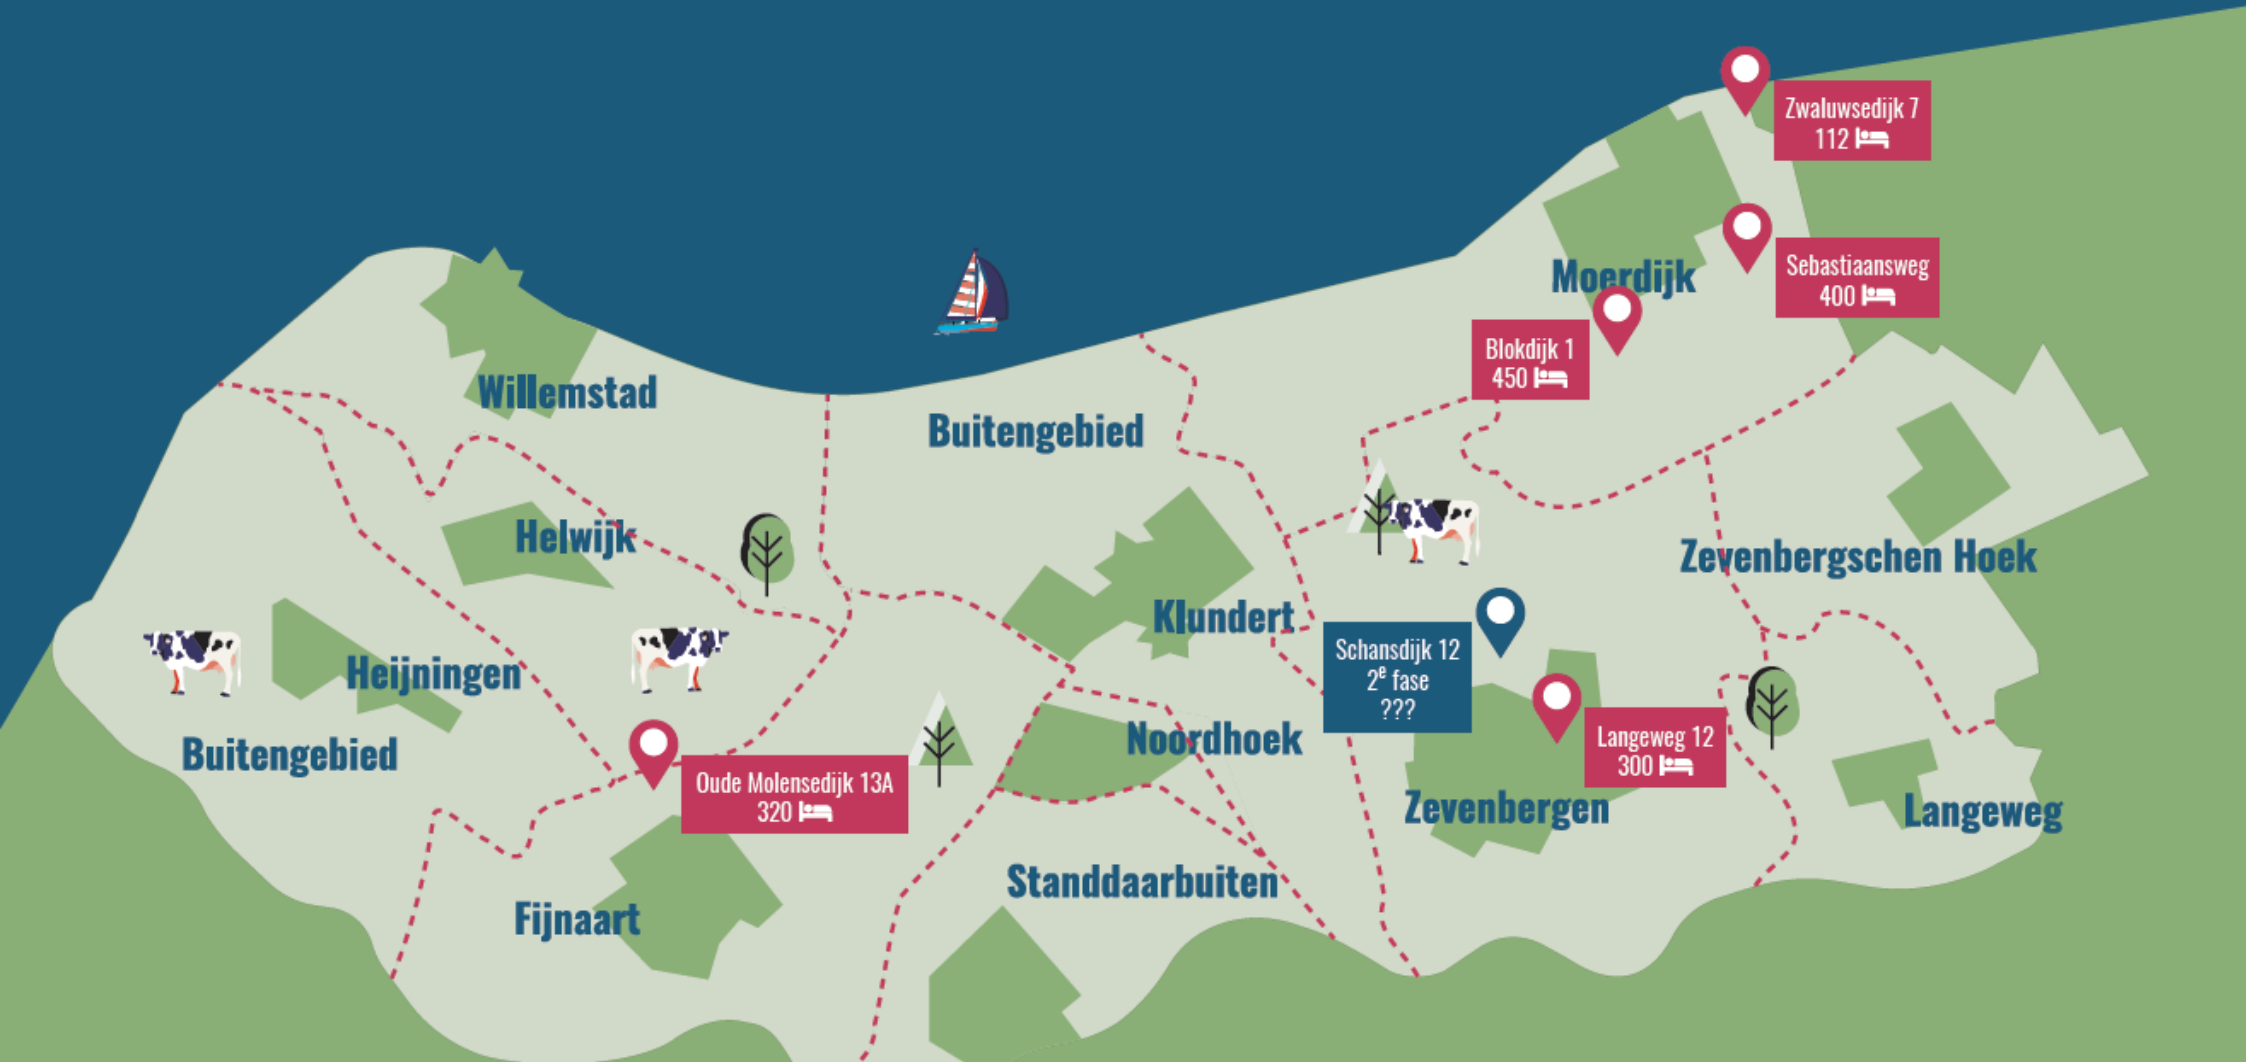 Zwaluwsedijk 7
112
Sebastiaansweg
400
Moerdijk
Blokdijk 1
450
Willemstad
Buitengebied
Helwijk
Zevenbergschen Hoek
Klundert
Schansdijk 12
2e fase
???
Heijningen
Buitengebied
Noordhoek
Langeweg 12
300
Oude Molensedijk 13A
320
Zevenbergen
Langeweg
Standdaarbuiten
Fijnaart